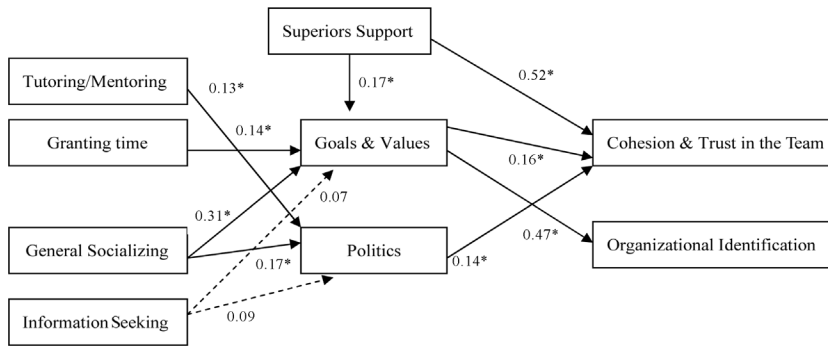 Superiors Support
0.52*
0.17*
Tutoring/Mentoring
0.13*
Granting time
0.14*
Goals & Values
Cohesion & Trust in the Team
0.16*
0.07
0.31*
General Socializing
Politics
0.47*
Organizational Identification
0.17*
0.14*
Information Seeking
0.09